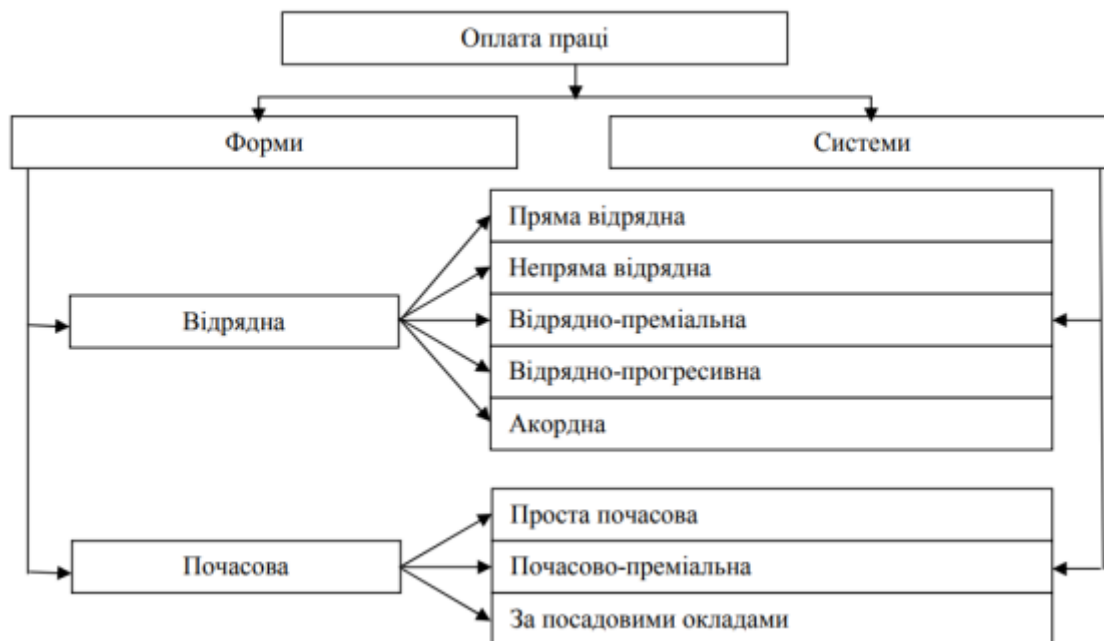 Оплата праці
Форми
Системи
Пряма відрядна
Непряма відрядна
Відрядна
Відрядно-преміальна
Відрядно-прогресивна
Акордна
Проста почасова
Почасова
Почасово-преміальна
За посадовими окладами